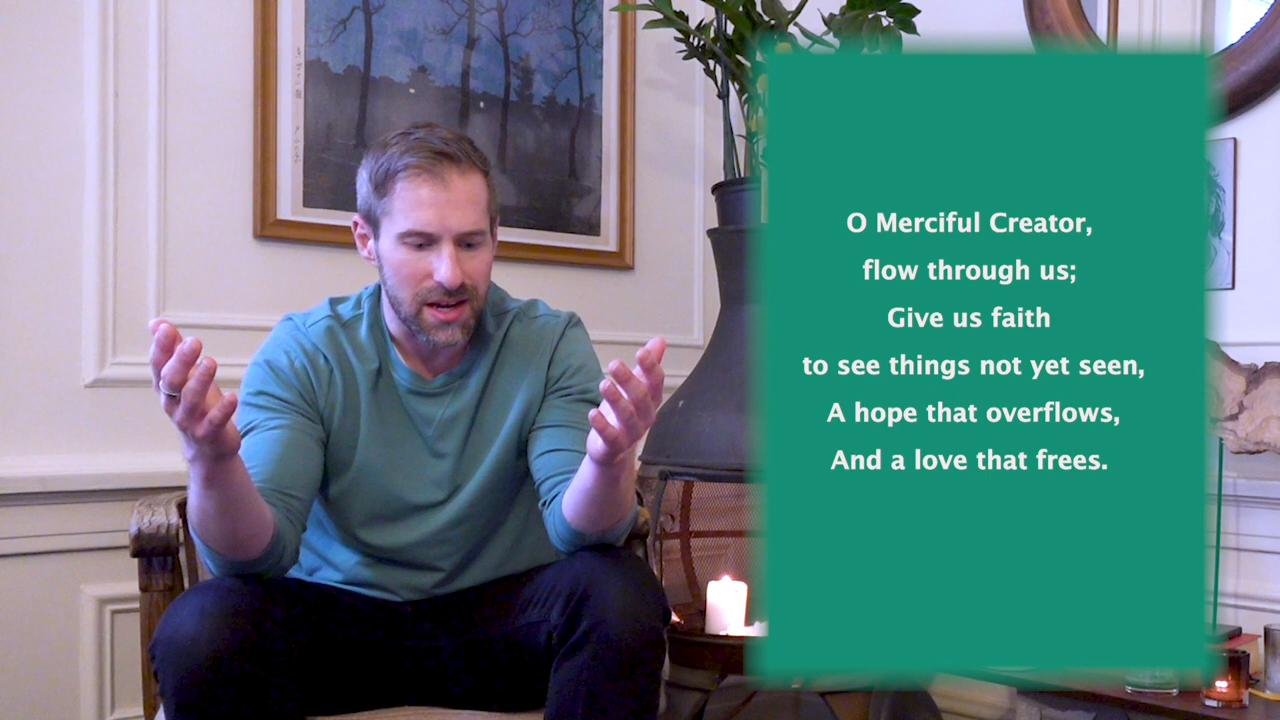 O Merciful Creator,
flow through us;
Give us faith
to see things not yet seen,
A hope that overflows,
And a love that frees.